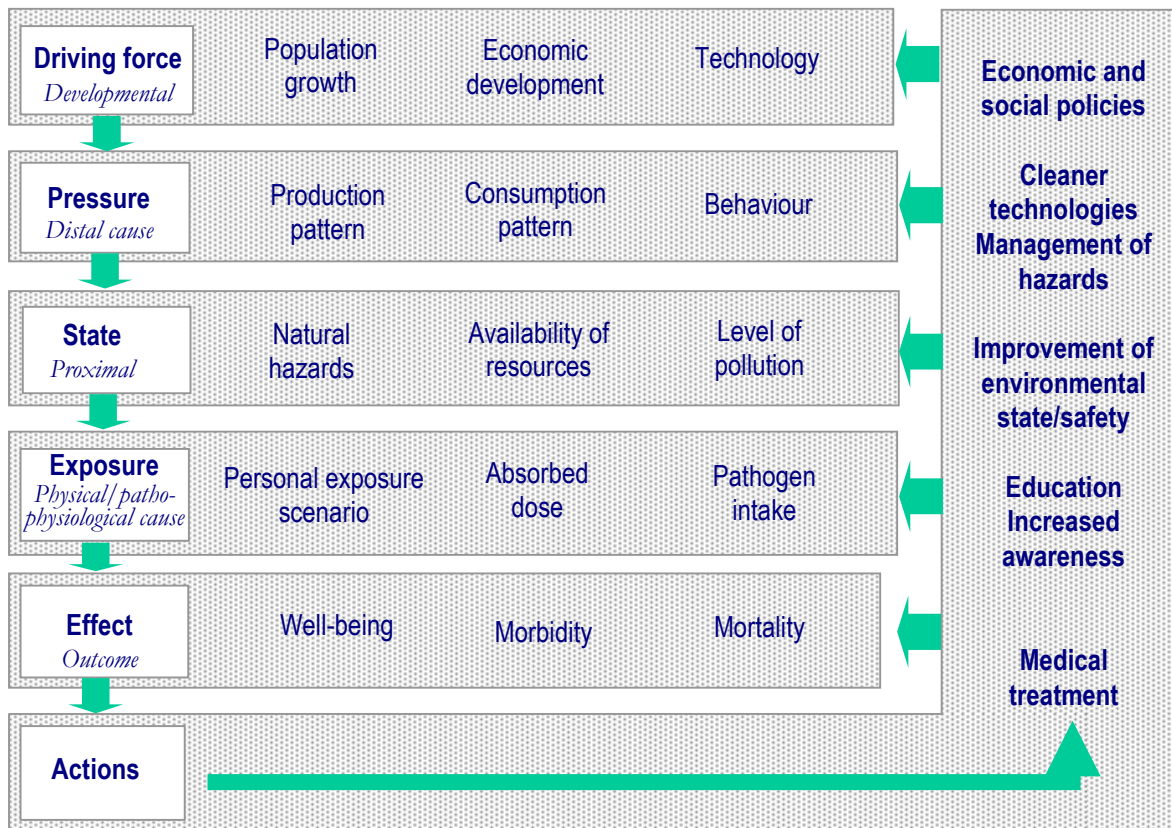 Driving force
Developmental
Population
growth
Economic
development
Technology
Pressure
Distal cause
Production
pattern
Consumption
pattern
Behaviour
State
Proximal
Natural
hazards
Availability of
resources
Level of
pollution
Exposure
Physical/patho-
physiological cause
Personal exposure
scenario
Absorbed
dose
Pathogen
intake
Effect
Outcome
Well-being
Morbidity
Mortality
Actions
Economic and
social policies
Cleaner
technologies
Management of
hazards
Improvement of
environmental
state/safety
Education
Increased
awareness
Medical
treatment